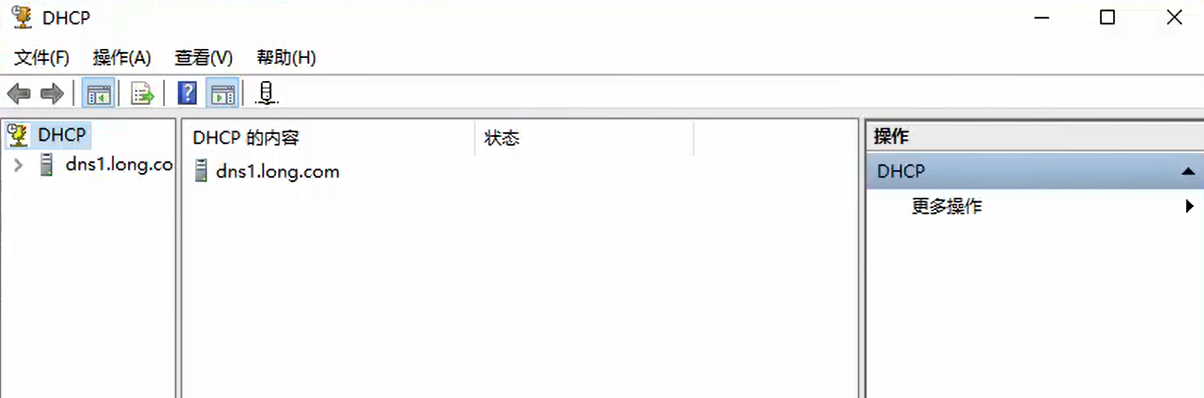 DHCP
文件(F) 操作(A) 查看(V) 帮助(H)
DHCP
dns1.long.co
DHCP 的内容 状态
dns1.long.com
操作
DHCP
更多操作